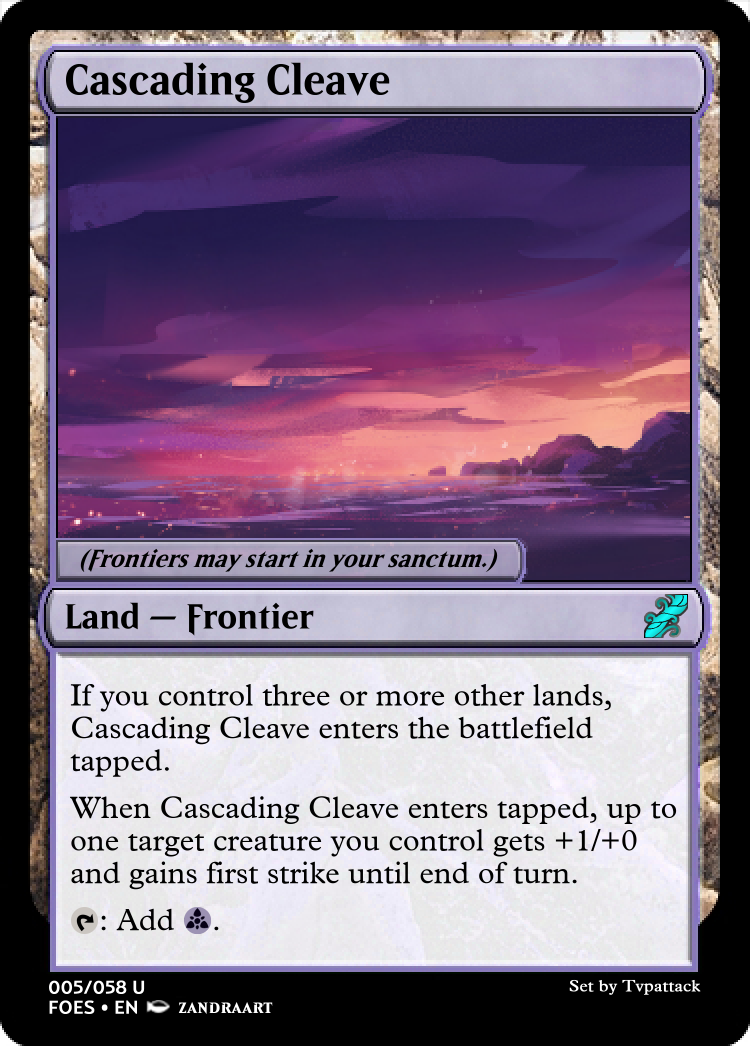 Cascading Cleave
(Frontiers may start in your sanctum.)
Land — Frontier
If you control three or more other lands,
Cascading Cleave enters the battlefield
tapped.
When Cascading Cleave enters tapped, up to
one target creature you control gets +1/+0
and gains first strike until end of turn.
: Add .
005/058 U
Set by Tvpattack
FOES • EN ZANDRAART